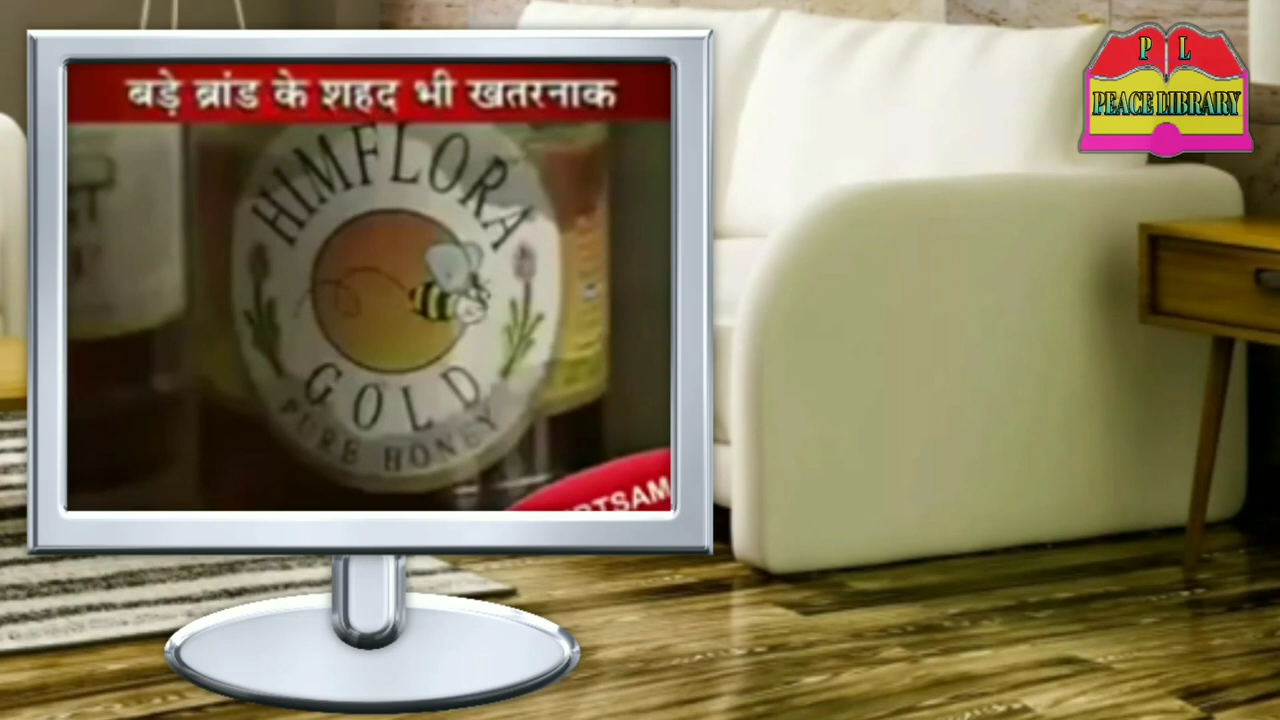 बड़े ब्रांड के शहद भी खतरनाक
HIMFLORA
GOLD
PURE HONEY
P L
PEACE LIBRARY